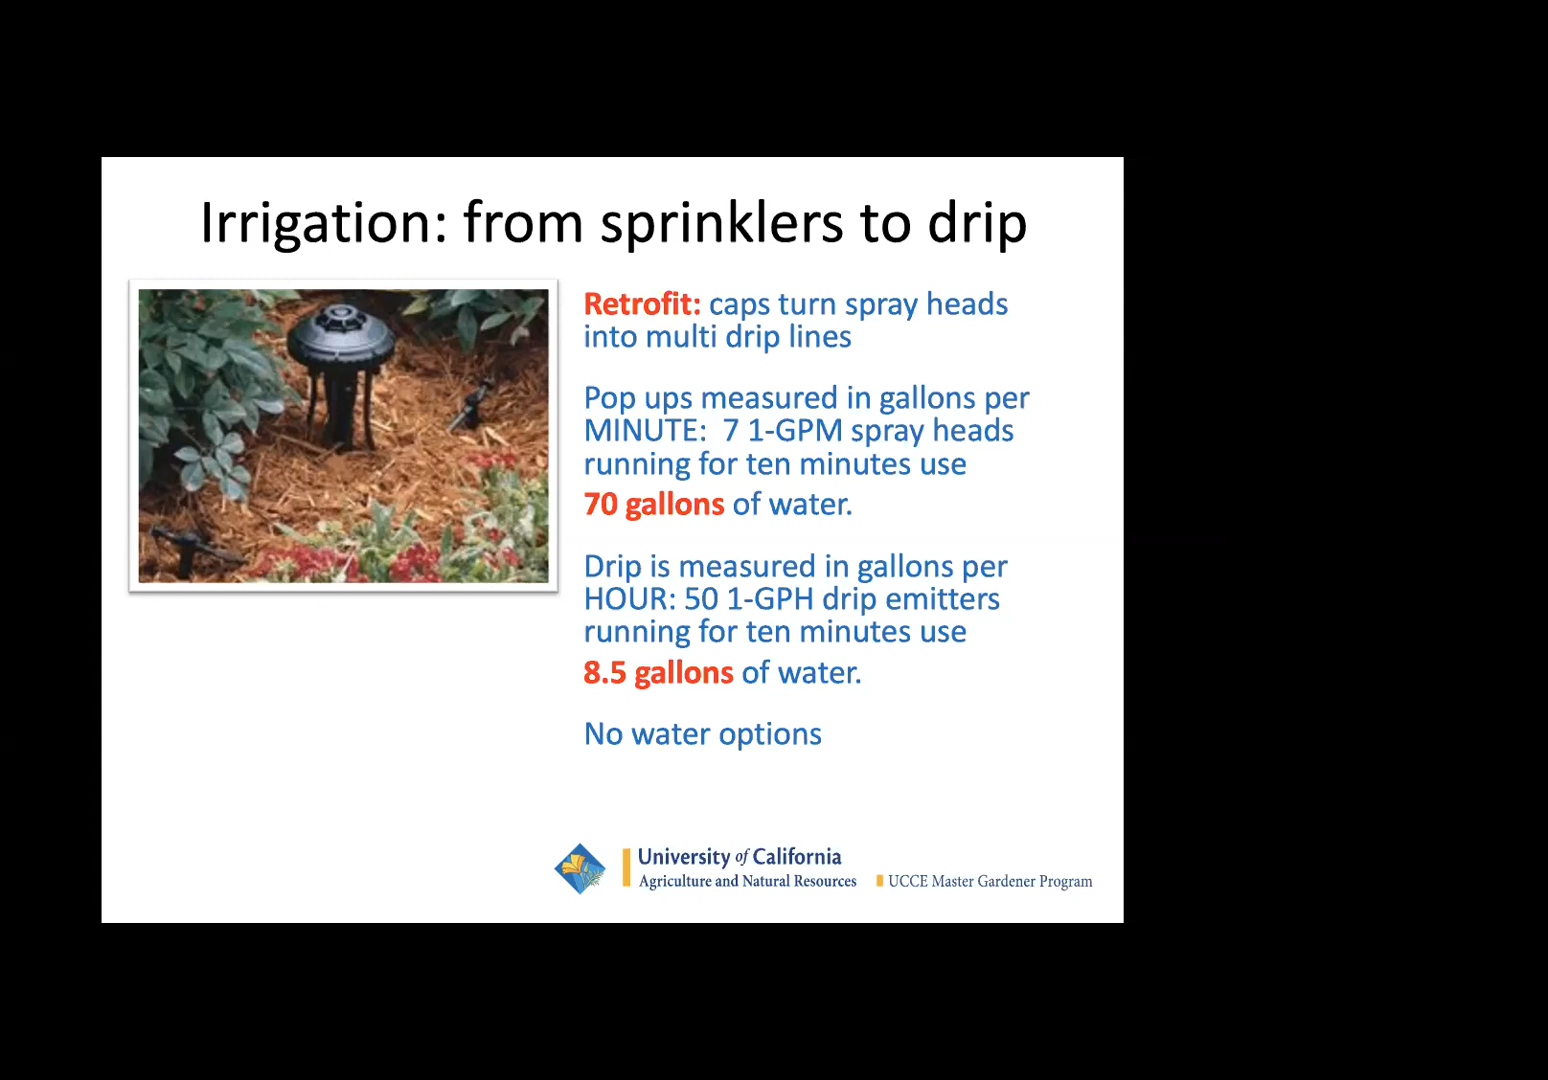 Irrigation: from sprinklers to drip
Retrofit: caps turn spray heads
into multi drip lines
Pop ups measured in gallons per
MINUTE: 7 1-GPM spray heads
running for ten minutes use
70 gallons of water.
Drip is measured in gallons per
HOUR: 50 1-GPH drip emitters
running for ten minutes use
8.5 gallons of water.
No water options
University of California
Agriculture and Natural Resources
UCCE Master Gardener Program